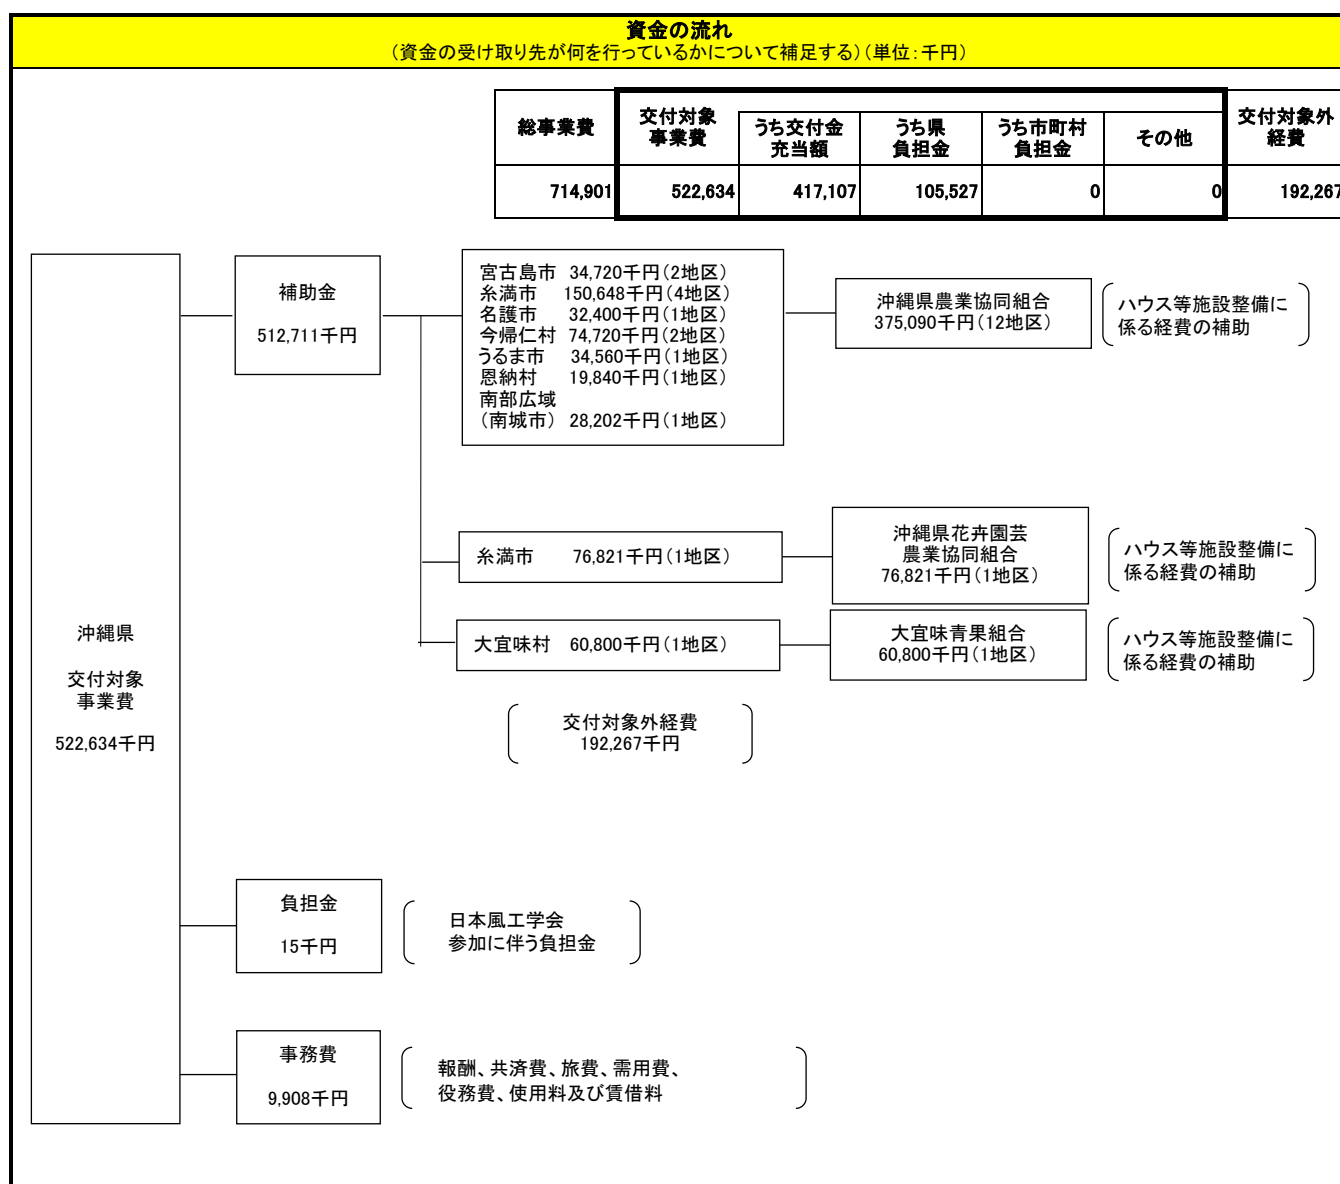 資金の流れ
(資金の受け取り先が何を行っているかについて補足する)(単位:千円)
総事業費
交付対象
事業費
うち交付金
充当額
うち県
負担金
うち市町村
負担金
その他
交付対象外
経費
714,901
522,634
417,107
105,527
0
0
192,267
補助金
512,711千円
宮古島市 34,720千円(2地区)
糸満市 150,648千円(4地区)
名護市 32,400千円(1地区)
今帰仁村 74,720千円(2地区)
うるま市 34,560千円(1地区)
恩納村 19,840千円(1地区)
南部広域
(南城市) 28,202千円(1地区)
沖縄県農業協同組合
375,090千円(12地区)
ハウス等施設整備に
係る経費の補助
糸満市 76,821千円(1地区)
沖縄県花卉園芸
農業協同組合
76,821千円(1地区)
ハウス等施設整備に
係る経費の補助
大宜味村 60,800千円(1地区)
大宜味青果組合
60,800千円(1地区)
ハウス等施設整備に
係る経費の補助
沖縄県
交付対象
事業費
522,634千円
交付対象外経費
192,267千円
負担金
15千円
日本風工学会
参加に伴う負担金
事務費
9,908千円
報酬、共済費、旅費、需用費、
役務費、使用料及び賃借料